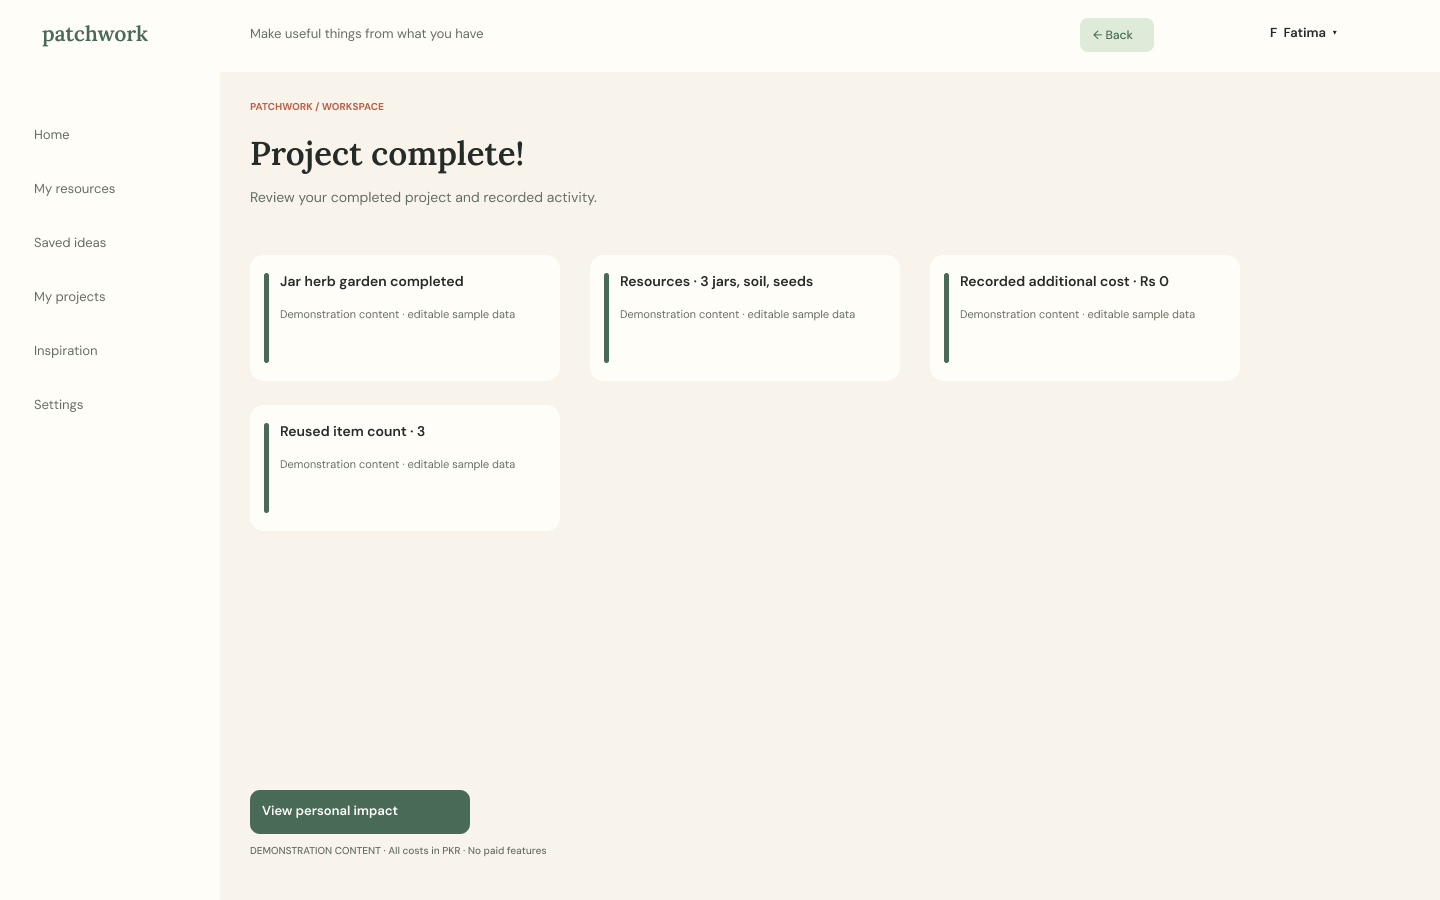 patchwork
Make useful things from what you have
← Back
F Fatima ▾
Home
My resources
Saved ideas
My projects
Inspiration
Settings
PATCHWORK / WORKSPACE
Project complete!
Review your completed project and recorded activity.
Jar herb garden completed
Demonstration content · editable sample data
Resources · 3 jars, soil, seeds
Demonstration content · editable sample data
Recorded additional cost · Rs 0
Demonstration content · editable sample data
Reused item count · 3
Demonstration content · editable sample data
View personal impact
DEMONSTRATION CONTENT · All costs in PKR · No paid features